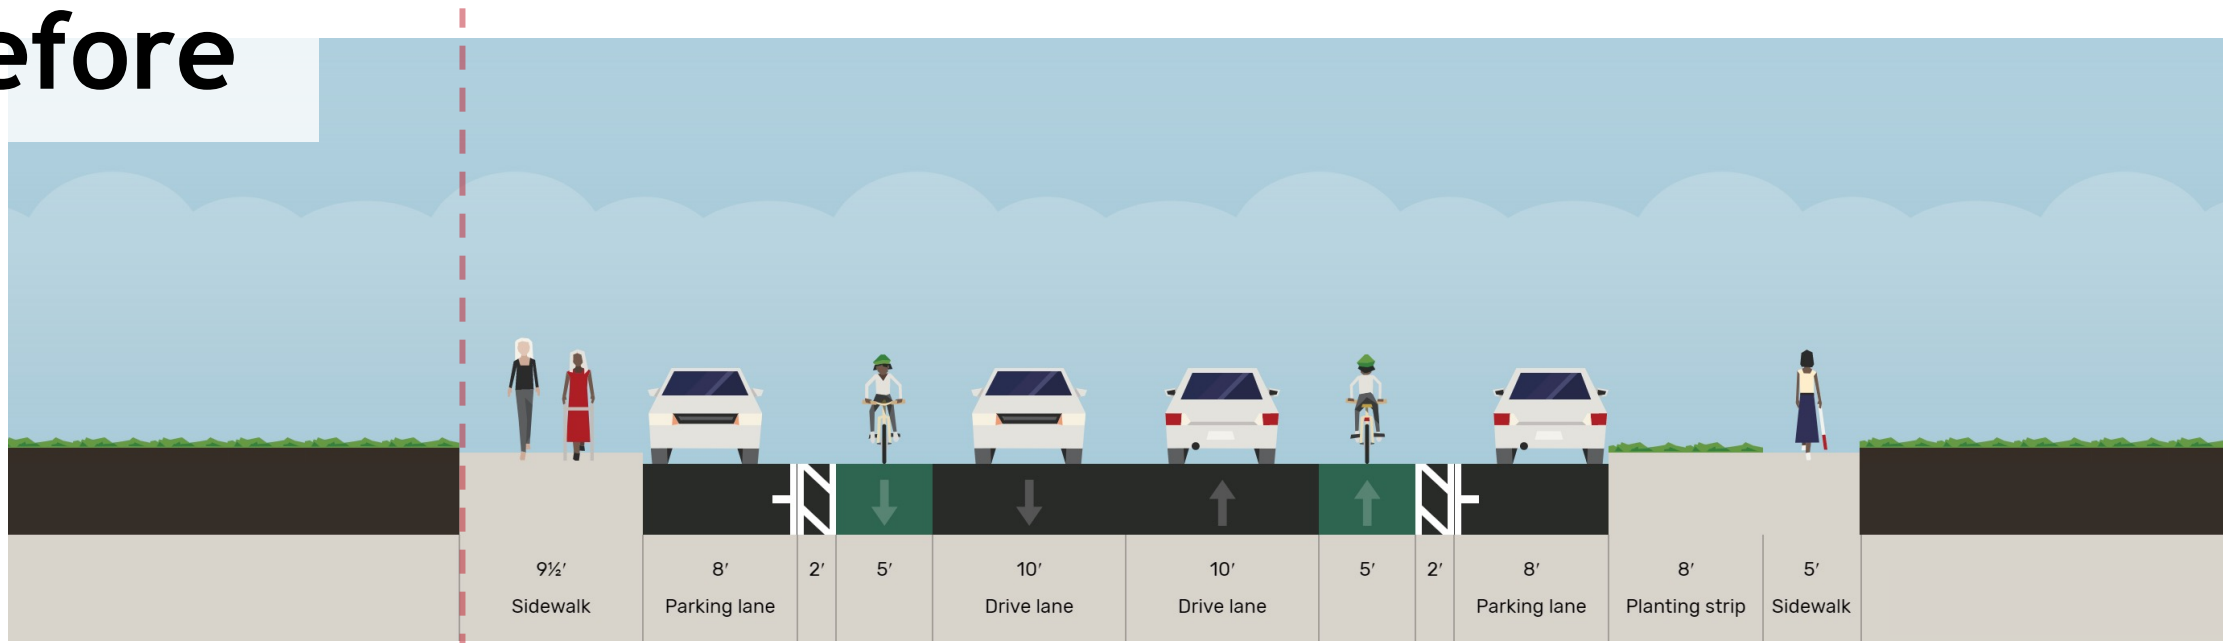 efore
9½′ 8′ 2′ 5′ 10′ 10′ 5′ 2′ 8′ 8′ 5′
Sidewalk Parking lane Drive lane Drive lane Parking lane Planting strip Sidewalk